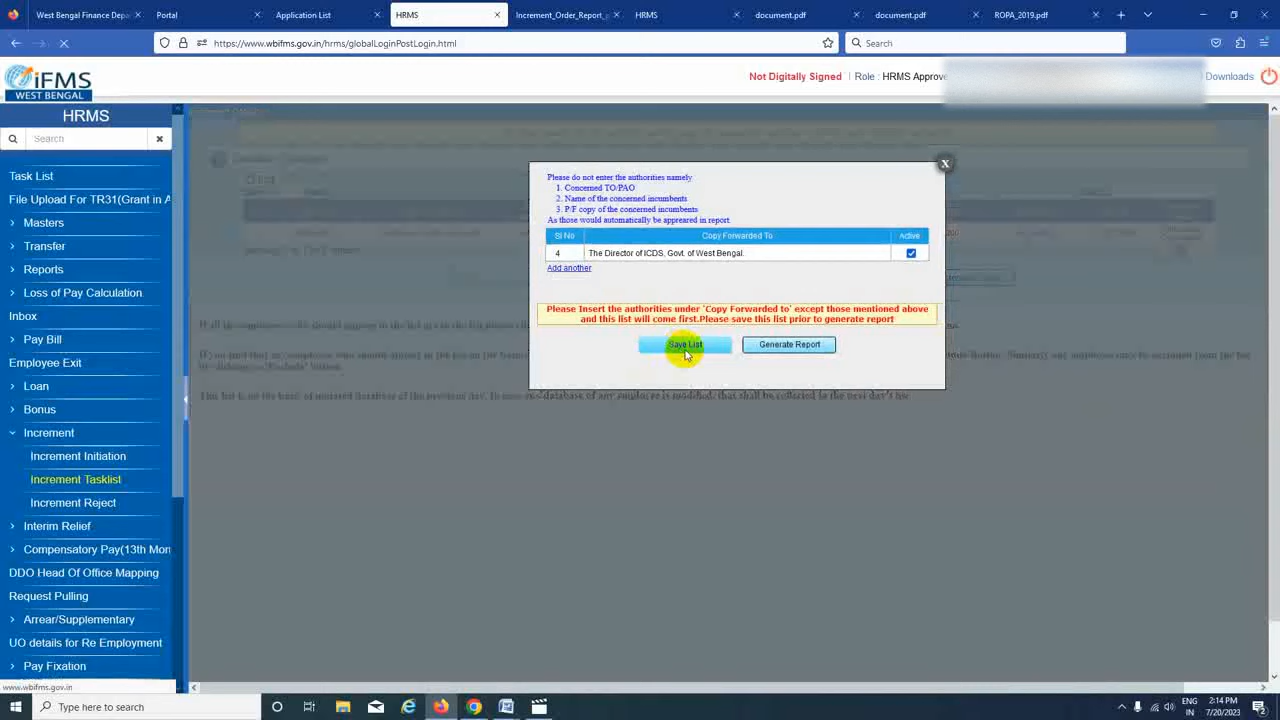 West Bengal Finance Depa
Portal
Application List
HRMS
Increment_Order_Report_
HRMS
document.pdf
document.pdf
ROPA_2019.pdf
https://www.wbifms.gov.in/hrms/globalLoginPostLogin.html
Search
iFMS
WEST BENGAL
Not Digitally Signed
Role : HRMS Approve
Downloads
HRMS
Search
Task List
File Upload For TR31(Grant in A
Masters
Transfer
Reports
Loss of Pay Calculation
Inbox
Pay Bill
Employee Exit
Loan
Bonus
Increment
Increment Initiation
Increment Tasklist
Increment Reject
Interim Relief
Compensatory Pay(13th Mon
DDO Head Of Office Mapping
Request Pulling
Arrear/Supplementary
UO details for Re Employment
Pay Fixation
www.wbifms.gov.in
X
Please do not enter the authorities namely
1. Concerned TO/PAO
2. Name of the concerned incumbents
3. P/F copy of the concerned incumbents
As those would automatically be appreared in report.
Sl No Copy Forwarded To Active
4 The Director of ICDS, Govt. of West Bengal.
Add another
Please Insert the authorities under 'Copy Forwarded to' except those mentioned above
and this list will come first.Please save this list prior to generate report
Save List
Generate Report
Type here to search
ENG
IN
2:14 PM
7/20/2023
2